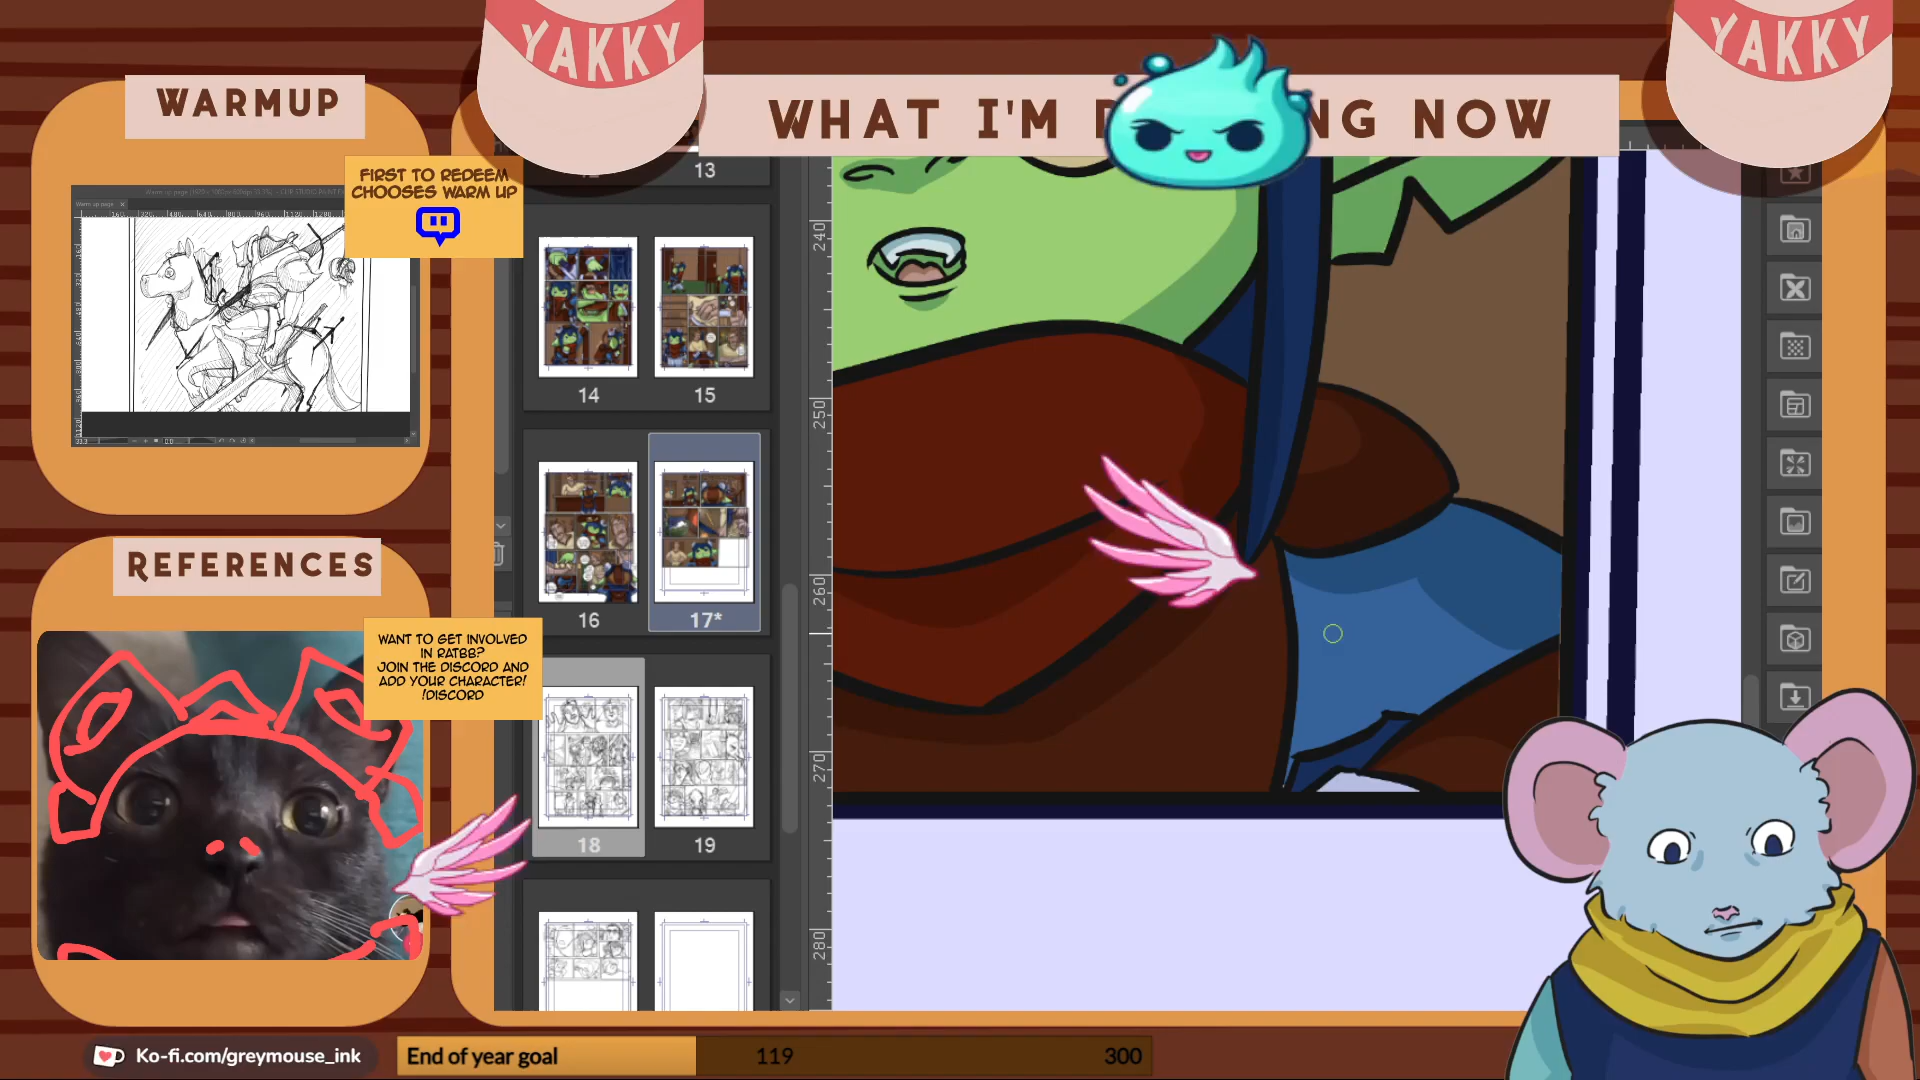 YAKKY
YAKKY
WARMUP
WHAT I'M D NG NOW
FIRST TO REDEEM
CHOOSES WARM UP
13
14
15
16
17*
18
19
240
250
260
270
280
REFERENCES
WANT TO GET INVOLVED
IN RAT88?
JOIN THE DISCORD AND
ADD YOUR CHARACTER!
!DISCORD
Ko-fi.com/greymouse_ink
End of year goal
119
300